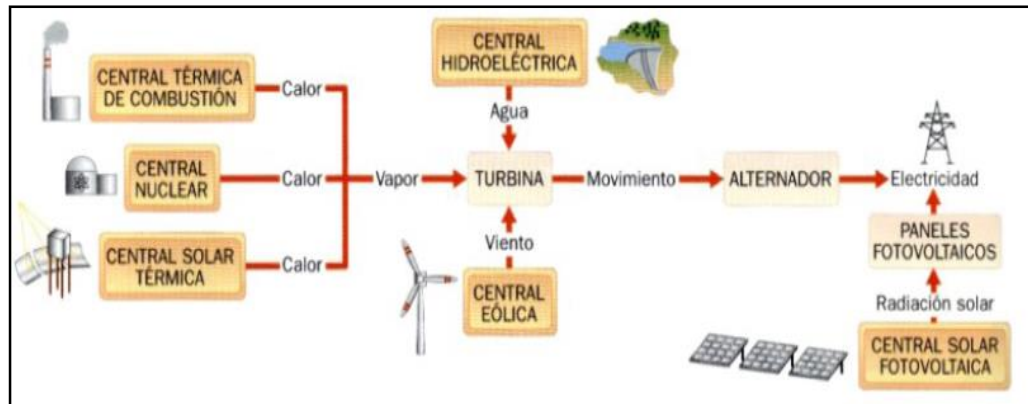 CENTRAL TÉRMICA
DE COMBUSTIÓN
Calor
CENTRAL
HIDROELÉCTRICA
Agua
CENTRAL
NUCLEAR
Calor
Vapor
TURBINA
Movimiento
ALTERNADOR
Electricidad
CENTRAL SOLAR
TÉRMICA
Calor
Viento
CENTRAL
EÓLICA
PANELES
FOTOVOLTAICOS
Radiación solar
CENTRAL SOLAR
FOTOVOLTAICA